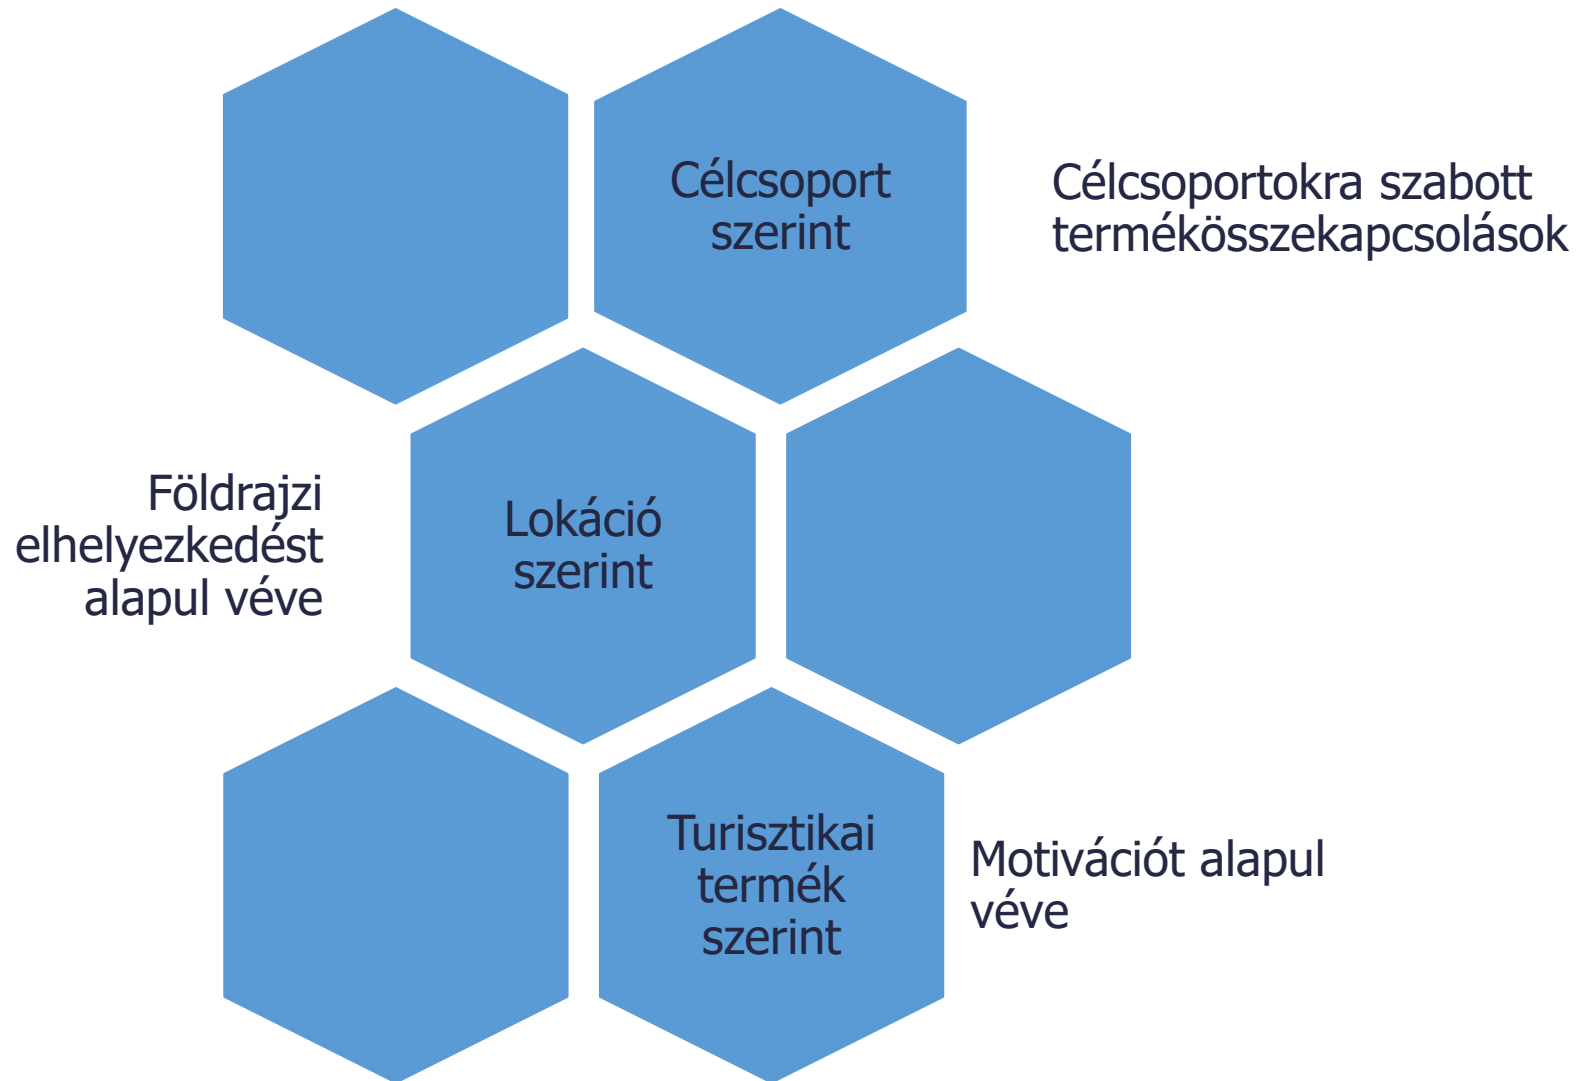 Célcsoport
szerint
Célcsoportokra szabott
termékösszekapcsolások
Földrajzi
elhelyezkedést
alapul véve
Lokáció
szerint
Turisztikai
termék
szerint
Motivációt alapul
véve